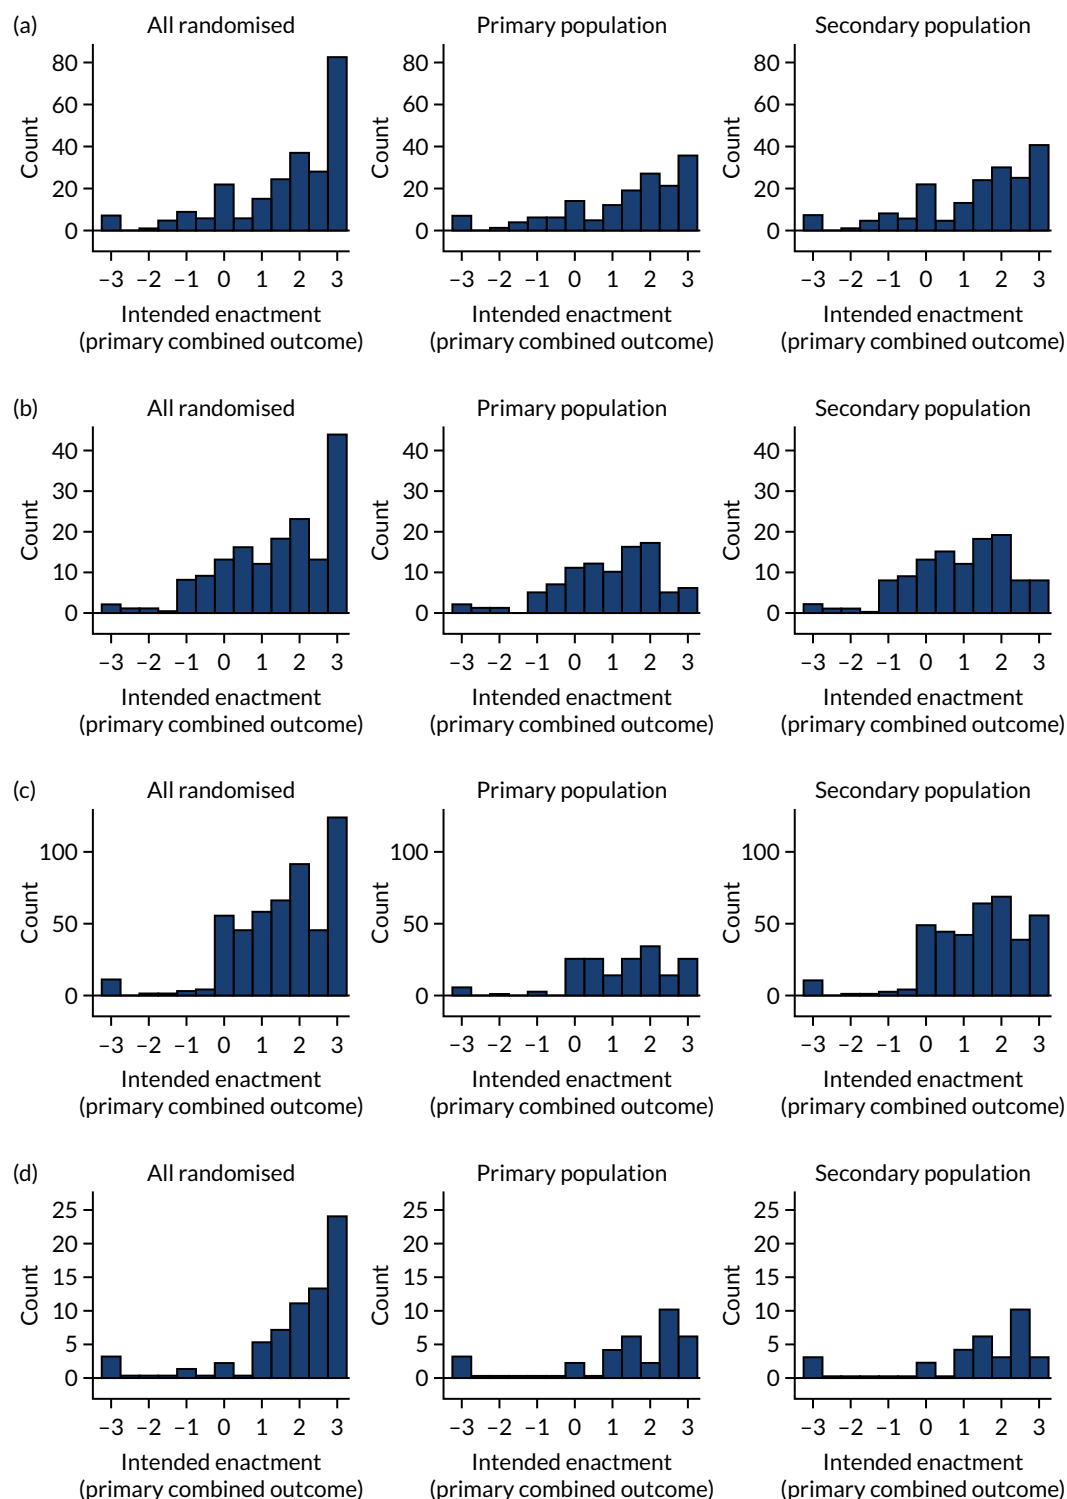 (a)
All randomised
Primary population
Secondary population
80
60
40
20
0
Count
80
60
40
20
0
Count
80
60
40
20
0
Count
−3 −2 −1 0 1 2 3
−3 −2 −1 0 1 2 3
−3 −2 −1 0 1 2 3
Intended enactment
(primary combined outcome)
Intended enactment
(primary combined outcome)
Intended enactment
(primary combined outcome)
(b)
All randomised
Primary population
Secondary population
40
30
20
10
0
Count
40
30
20
10
0
Count
40
30
20
10
0
Count
−3 −2 −1 0 1 2 3
−3 −2 −1 0 1 2 3
−3 −2 −1 0 1 2 3
Intended enactment
(primary combined outcome)
Intended enactment
(primary combined outcome)
Intended enactment
(primary combined outcome)
(c)
All randomised
Primary population
Secondary population
100
50
0
Count
100
50
0
Count
100
50
0
Count
−3 −2 −1 0 1 2 3
−3 −2 −1 0 1 2 3
−3 −2 −1 0 1 2 3
Intended enactment
(primary combined outcome)
Intended enactment
(primary combined outcome)
Intended enactment
(primary combined outcome)
(d)
All randomised
Primary population
Secondary population
25
20
15
10
5
0
Count
25
20
15
10
5
0
Count
25
20
15
10
5
0
Count
−3 −2 −1 0 1 2 3
−3 −2 −1 0 1 2 3
−3 −2 −1 0 1 2 3
Intended enactment
(primary combined outcome)
Intended enactment
(primary combined outcome)
Intended enactment
(primary combined outcome)